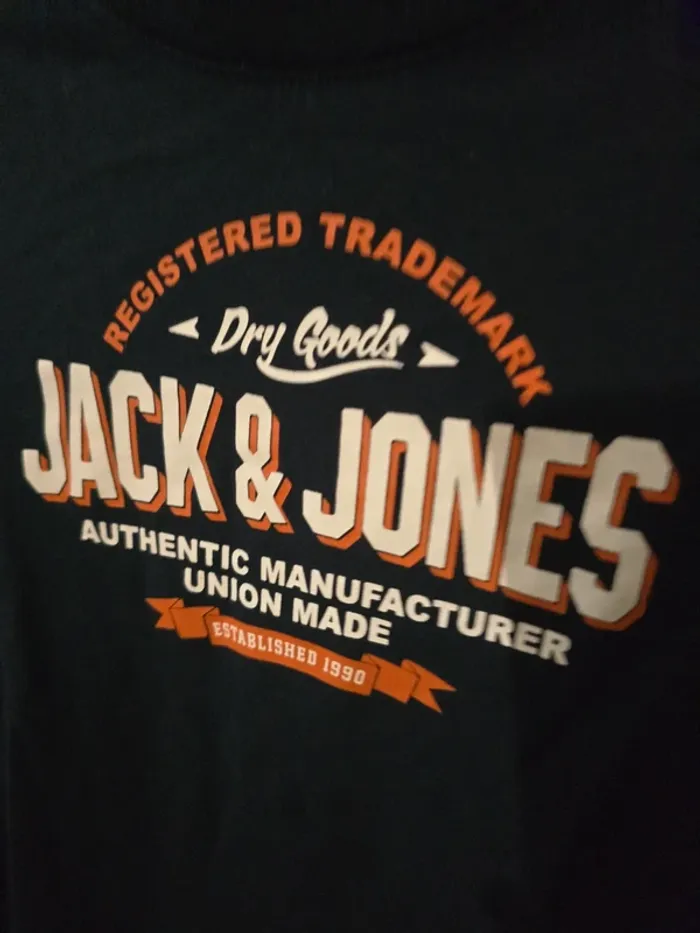 REGISTERED TRADEMARK
Dry Goods
JACK & JONES
AUTHENTIC MANUFACTURER
UNION MADE
ESTABLISHED 1990